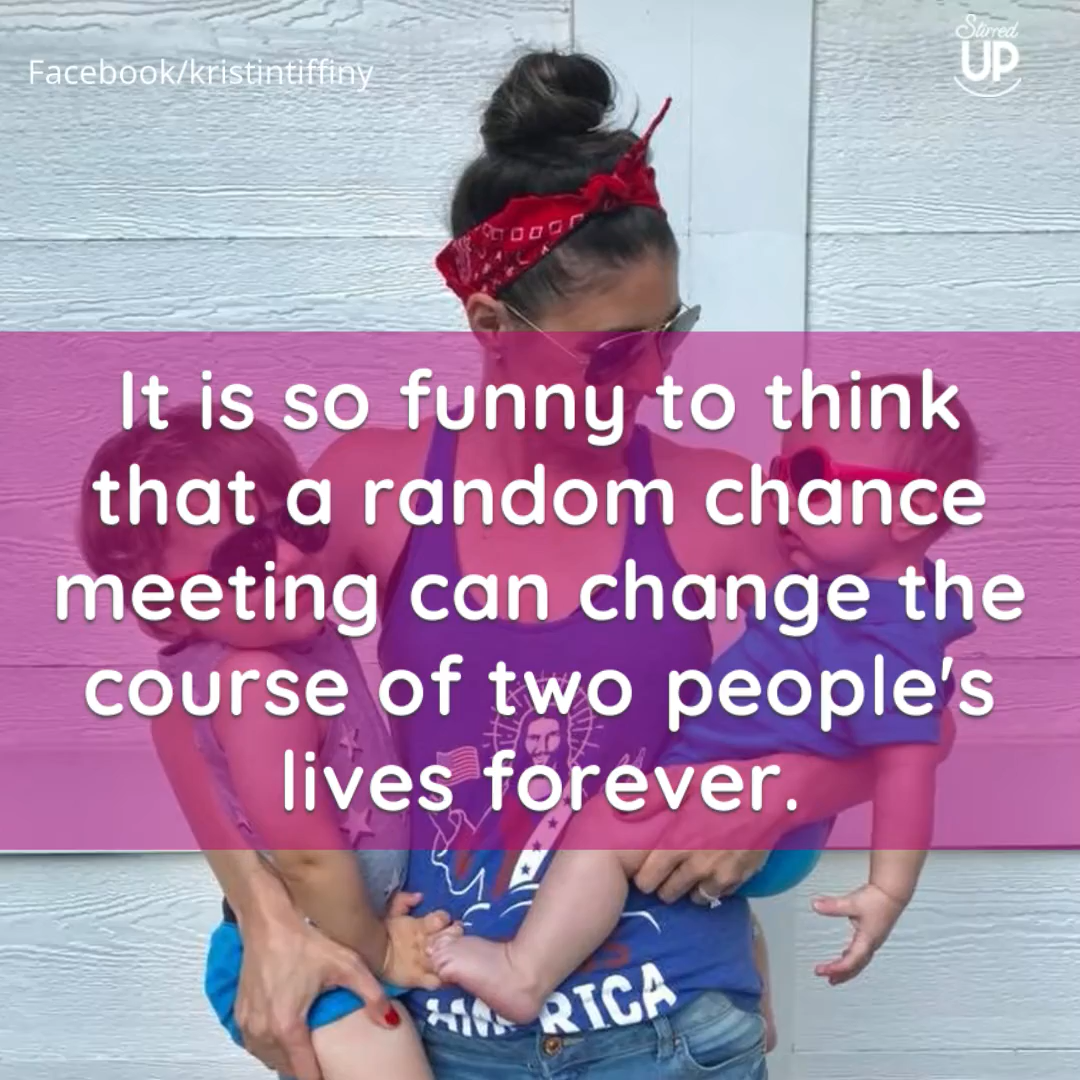 Facebook/kristintiffiny
Stirred
UP
It is so funny to think
that a random chance
meeting can change the
course of two people's
lives forever.